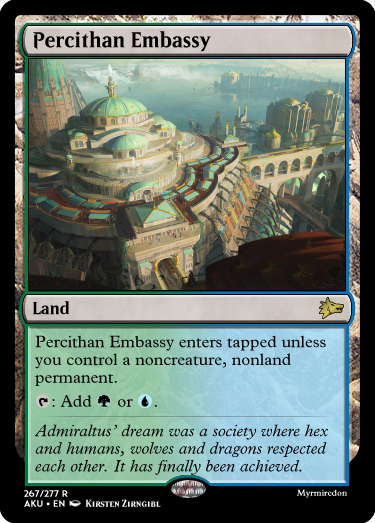 Percithan Embassy
Land
Percithan Embassy enters tapped unless
you control a noncreature, nonland
permanent.
: Add or .
Admiraltus' dream was a society where hex
and humans, wolves and dragons respected
each other. It has finally been achieved.
267/277 R
Myrmiredon
AKU • EN Kirsten Zirngibl